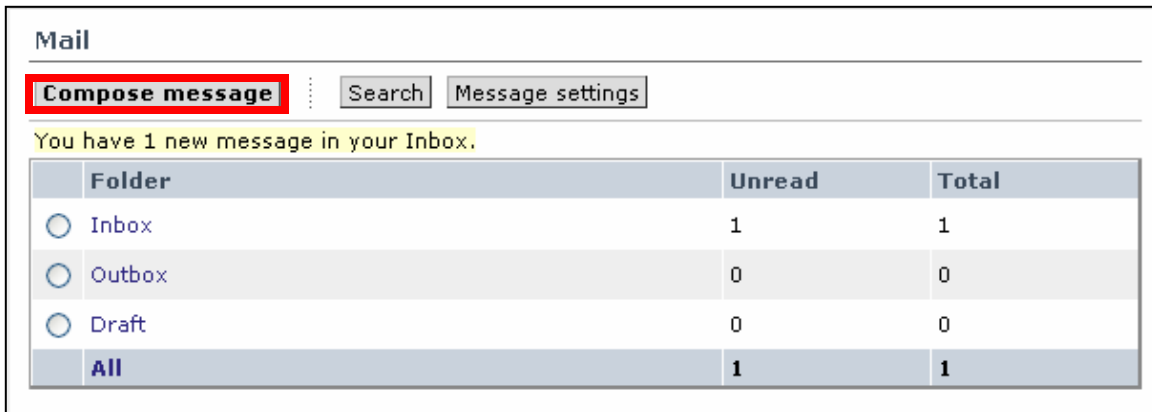 Mail
Compose message Search Message settings
You have 1 new message in your Inbox.
Folder Unread Total
Inbox 1 1
Outbox 0 0
Draft 0 0
All 1 1